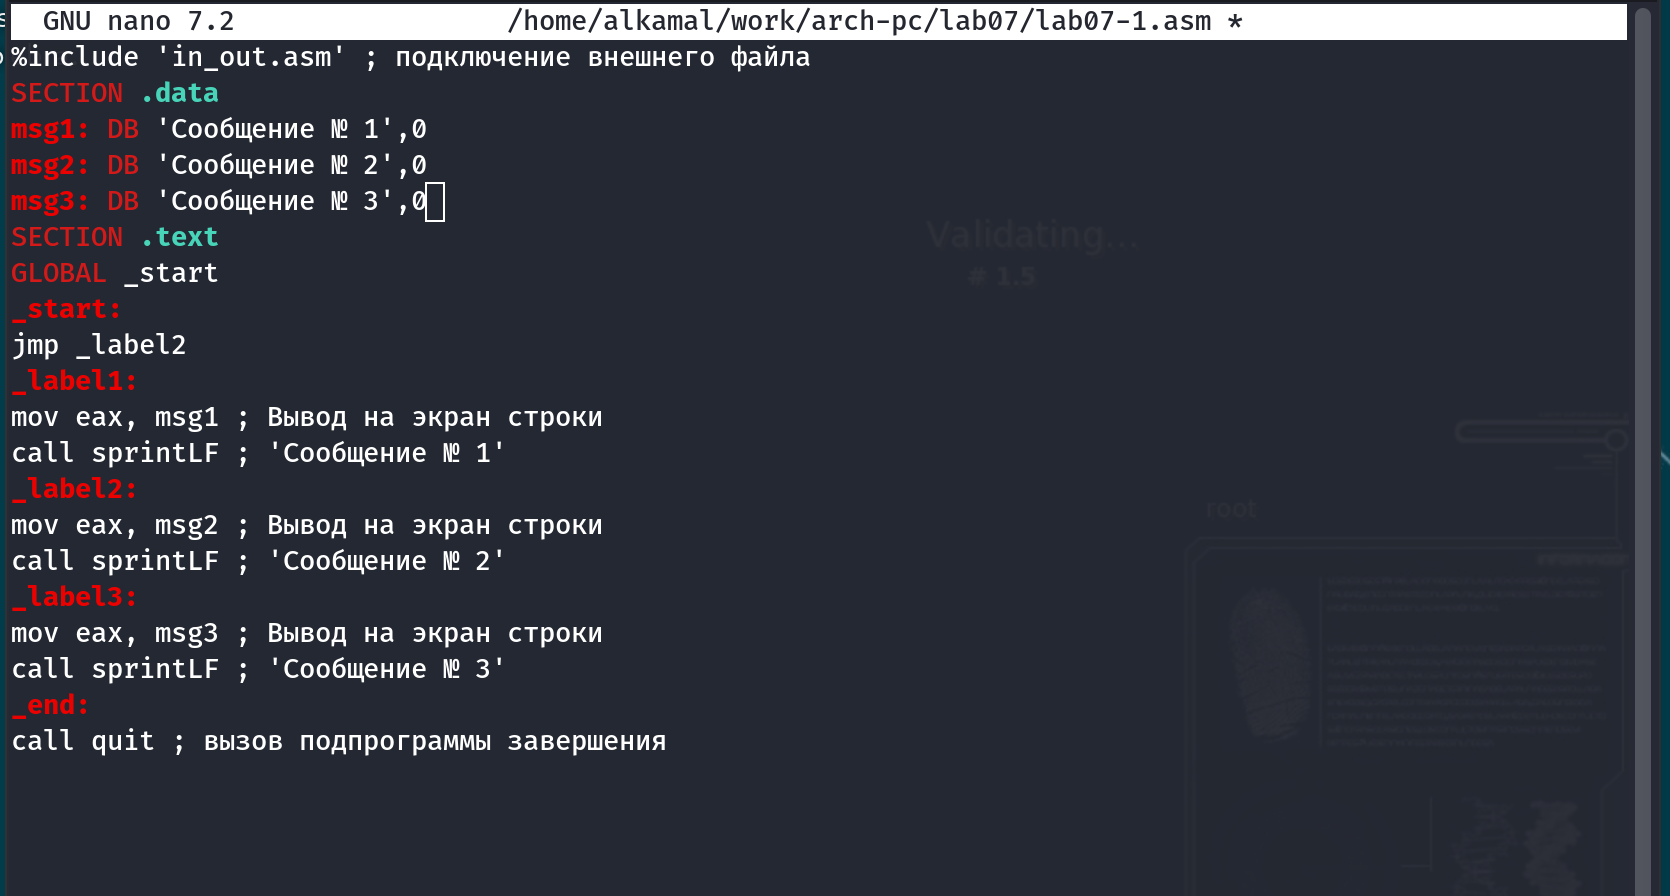 GNU nano 7.2 /home/alkamal/work/arch-pc/lab07/lab07-1.asm *
%include 'in_out.asm' ; подключение внешнего файла
SECTION .data
msg1: DB 'Сообщение № 1',0
msg2: DB 'Сообщение № 2',0
msg3: DB 'Сообщение № 3',0
SECTION .text
GLOBAL _start
_start:
jmp _label2
_label1:
mov eax, msg1 ; Вывод на экран строки
call sprintLF ; 'Сообщение № 1'
_label2:
mov eax, msg2 ; Вывод на экран строки
call sprintLF ; 'Сообщение № 2'
_label3:
mov eax, msg3 ; Вывод на экран строки
call sprintLF ; 'Сообщение № 3'
_end:
call quit ; вызов подпрограммы завершения
Validating...
# 1.5
root